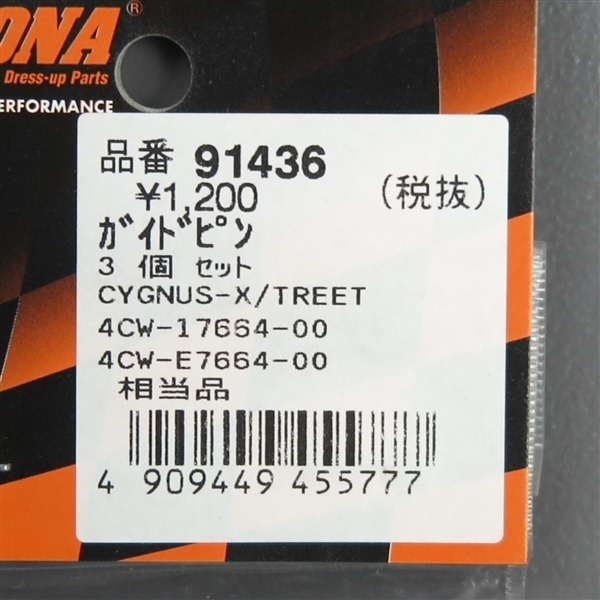 ONA®
Dress-up Parts
PERFORMANCE
品番 91436
¥1,200 (税抜)
ｶﾞｲﾄﾞﾋﾟﾝ
3 個 ｾｯﾄ
CYGNUS-X/TREET
4CW-17664-00
4CW-E7664-00
相当品
4 909449 455777